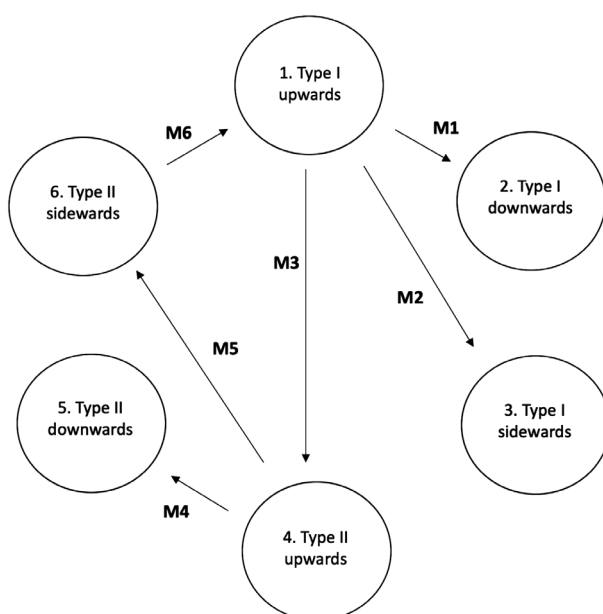 1. Type I
upwards
M6
M1
6. Type II
sidewards
2. Type I
downwards
M3
M2
M5
5. Type II
downwards
3. Type I
sidewards
M4
4. Type II
upwards